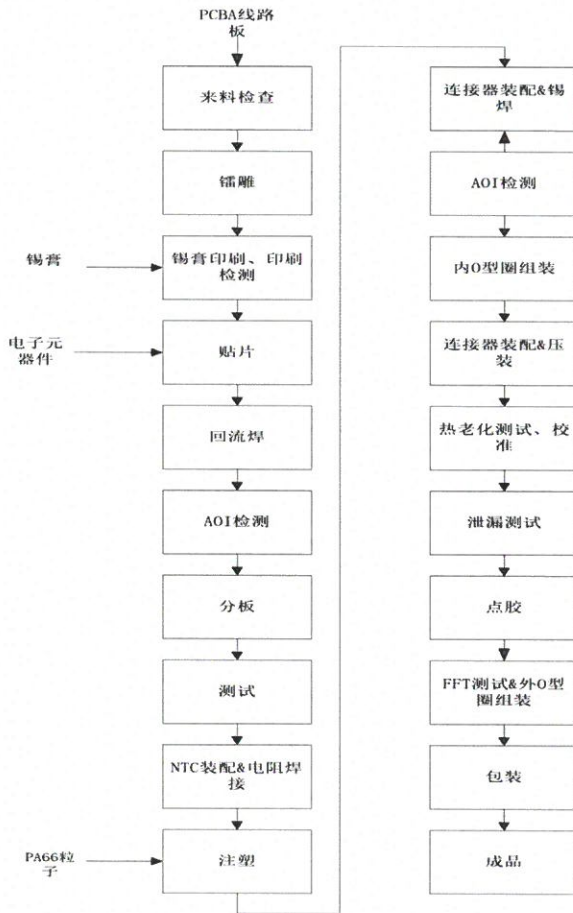 PCBA线路
板
来料检查
镭雕
锡膏
锡膏印刷、印刷
检测
电子元
器件
贴片
回流焊
AOI检测
分板
测试
NTC装配&电阻焊
接
PA66粒
子
注塑
连接器装配&锡
焊
AOI检测
内O型圈组装
连接器装配&压
装
热老化测试、校
准
泄漏测试
点胶
FFT测试&外O型
圈组装
包装
成品